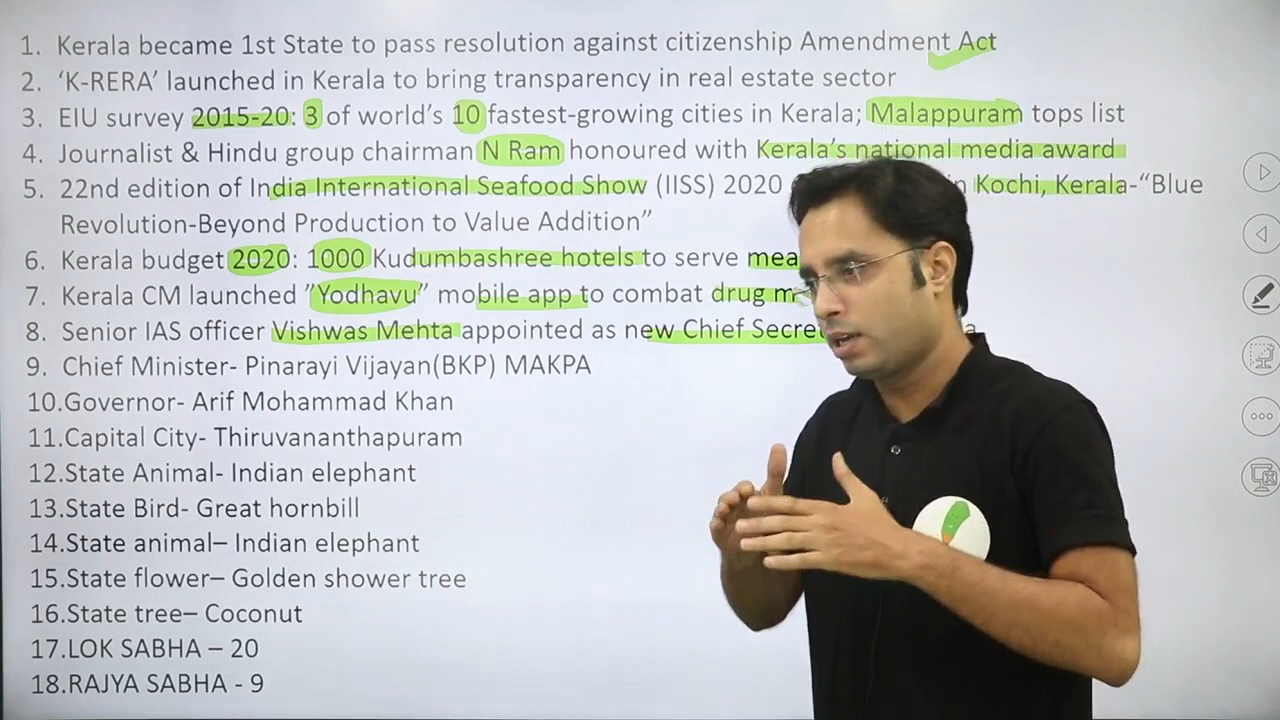 1. Kerala became 1st State to pass resolution against citizenship Amendment Act
2. ‘K-RERA’ launched in Kerala to bring transparency in real estate sector
3. EIU survey 2015-20: 3 of world’s 10 fastest-growing cities in Kerala; Malappuram tops list
4. Journalist & Hindu group chairman N Ram honoured with Kerala’s national media award
5. 22nd edition of India International Seafood Show (IISS) 2020 Kochi, Kerala-“Blue
Revolution-Beyond Production to Value Addition”
6. Kerala budget 2020: 1000 Kudumbashree hotels to serve
7. Kerala CM launched ”Yodhavu” mobile app to combat drug
8. Senior IAS officer Vishwas Mehta appointed as new Chief
9. Chief Minister- Pinarayi Vijayan(BKP) MAKPA
10.Governor- Arif Mohammad Khan
11.Capital City- Thiruvananthapuram
12.State Animal- Indian elephant
13.State Bird- Great hornbill
14.State animal– Indian elephant
15.State flower– Golden shower tree
16.State tree– Coconut
17.LOK SABHA – 20
18.RAJYA SABHA - 9